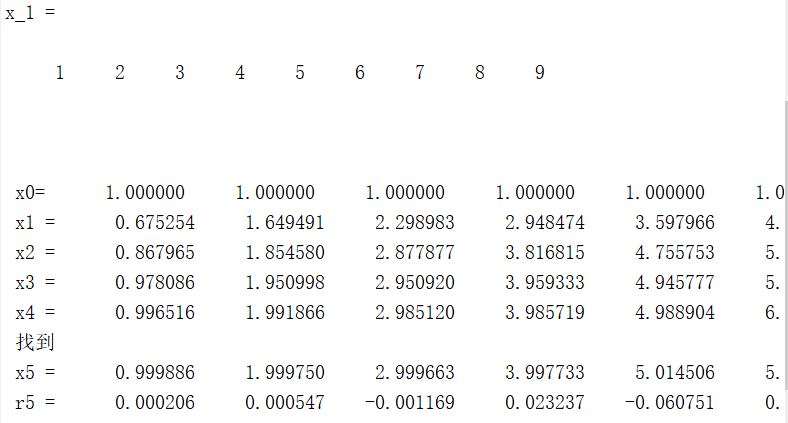 x_1 =
1 2 3 4 5 6 7 8 9
x0= 1.000000 1.000000 1.000000 1.000000 1.000000 1.0
x1 = 0.675254 1.649491 2.298983 2.948474 3.597966 4.
x2 = 0.867965 1.854580 2.877877 3.816815 4.755753 5.
x3 = 0.978086 1.950998 2.950920 3.959333 4.945777 5.
x4 = 0.996516 1.991866 2.985120 3.985719 4.988904 6.
找到
x5 = 0.999886 1.999750 2.999663 3.997733 5.014506 5.
r5 = 0.000206 0.000547 -0.001169 0.023237 -0.060751 0.